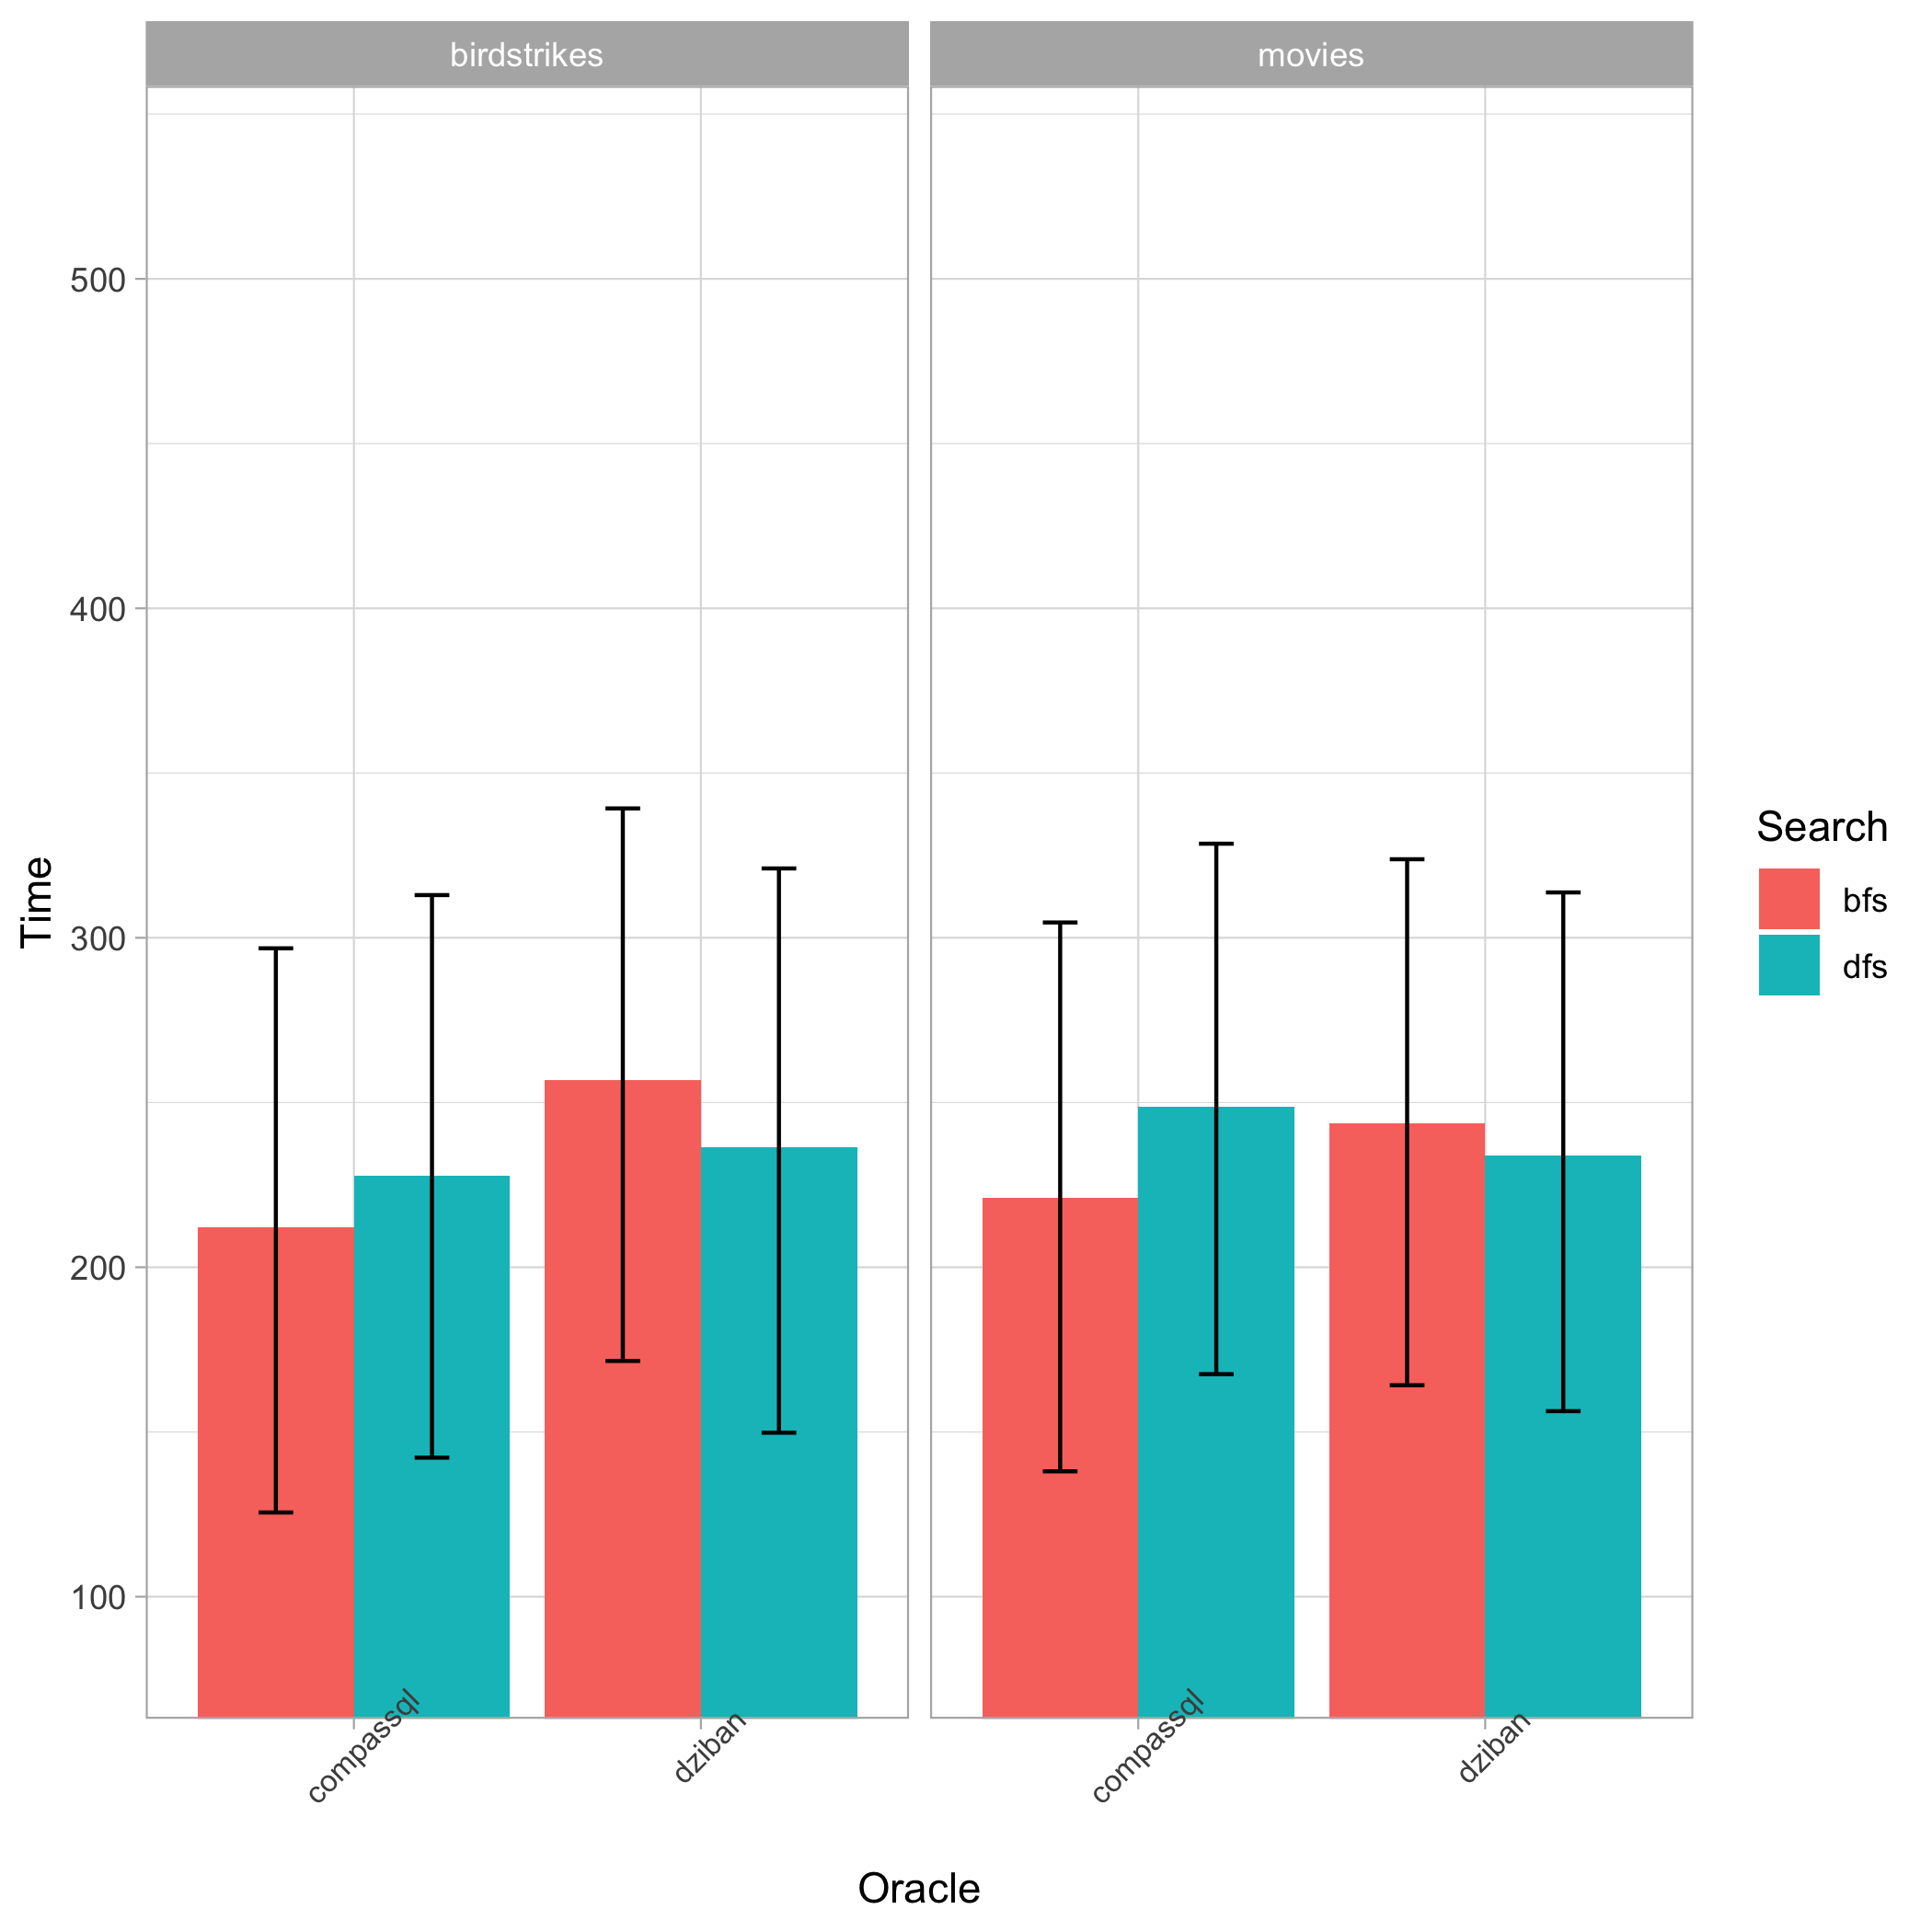 birdstrikes
movies
Time
500
400
300
200
100
compassql
dziban
compassql
dziban
Oracle
Search
bfs
dfs